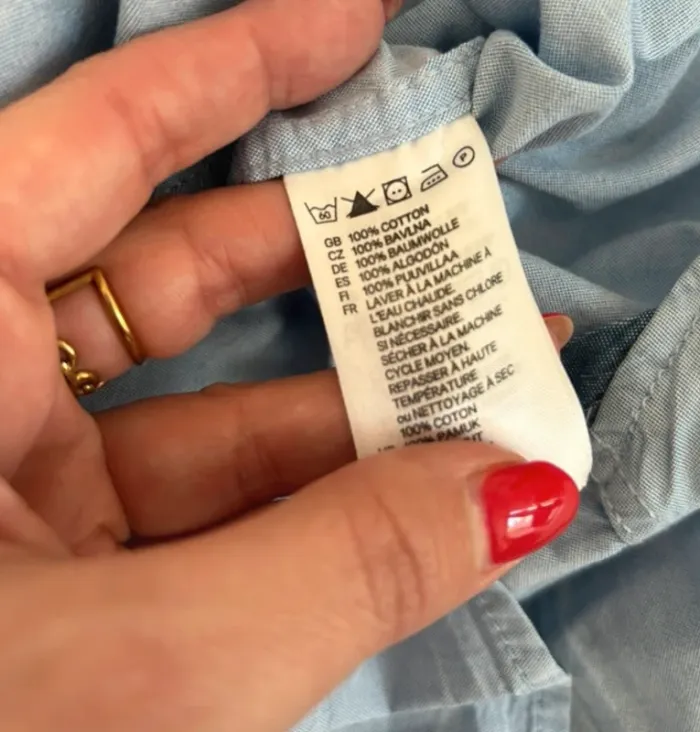 60 P
GB 100% COTTON
CZ 100% BAVLNA
DE 100% BAUMWOLLE
ES 100% ALGODÓN
FI 100% PUUVILLAA
FR LAVER À LA MACHINE À
L'EAU CHAUDE.
BLANCHIR SANS CHLORE
SI NÉCESSAIRE.
SÉCHER À LA MACHINE
CYCLE MOYEN.
REPASSER À HAUTE
TEMPÉRATURE
ou NETTOYAGE À SEC
100% COTON
100% PAMUK